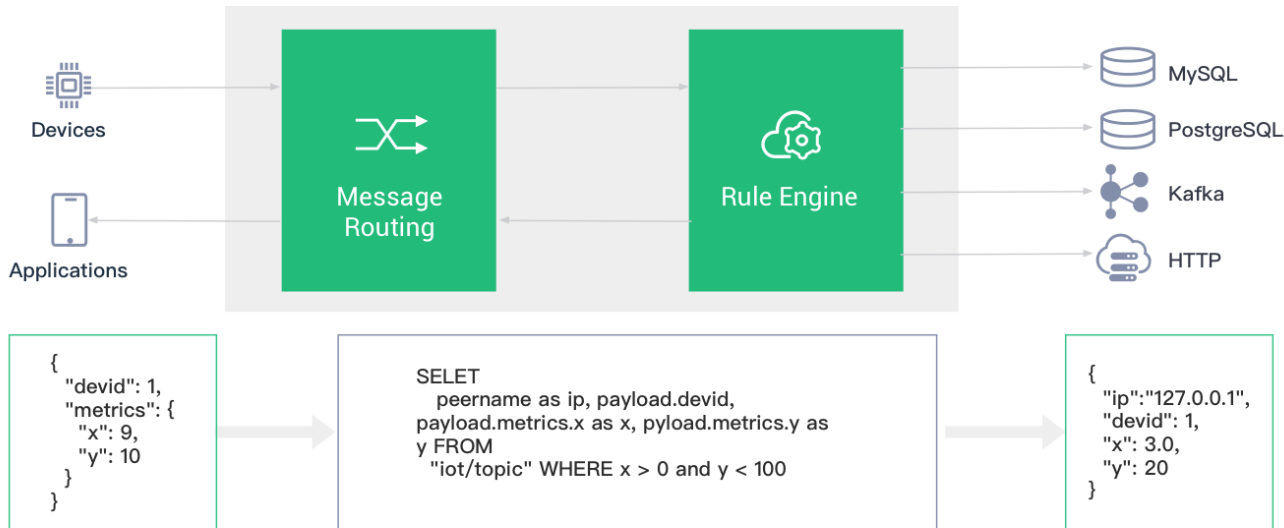 Devices
Applications
Message
Routing
Rule Engine
MySQL
PostgreSQL
Kafka
HTTP
{
"devid": 1,
"metrics": {
"x": 9,
"y": 10
}
}
SELET
peername as ip, payload.devid,
payload.metrics.x as x, pyload.metrics.y as
y FROM
"iot/topic" WHERE x > 0 and y < 100
{
"ip":"127.0.0.1",
"devid": 1,
"x": 3.0,
"y": 20
}